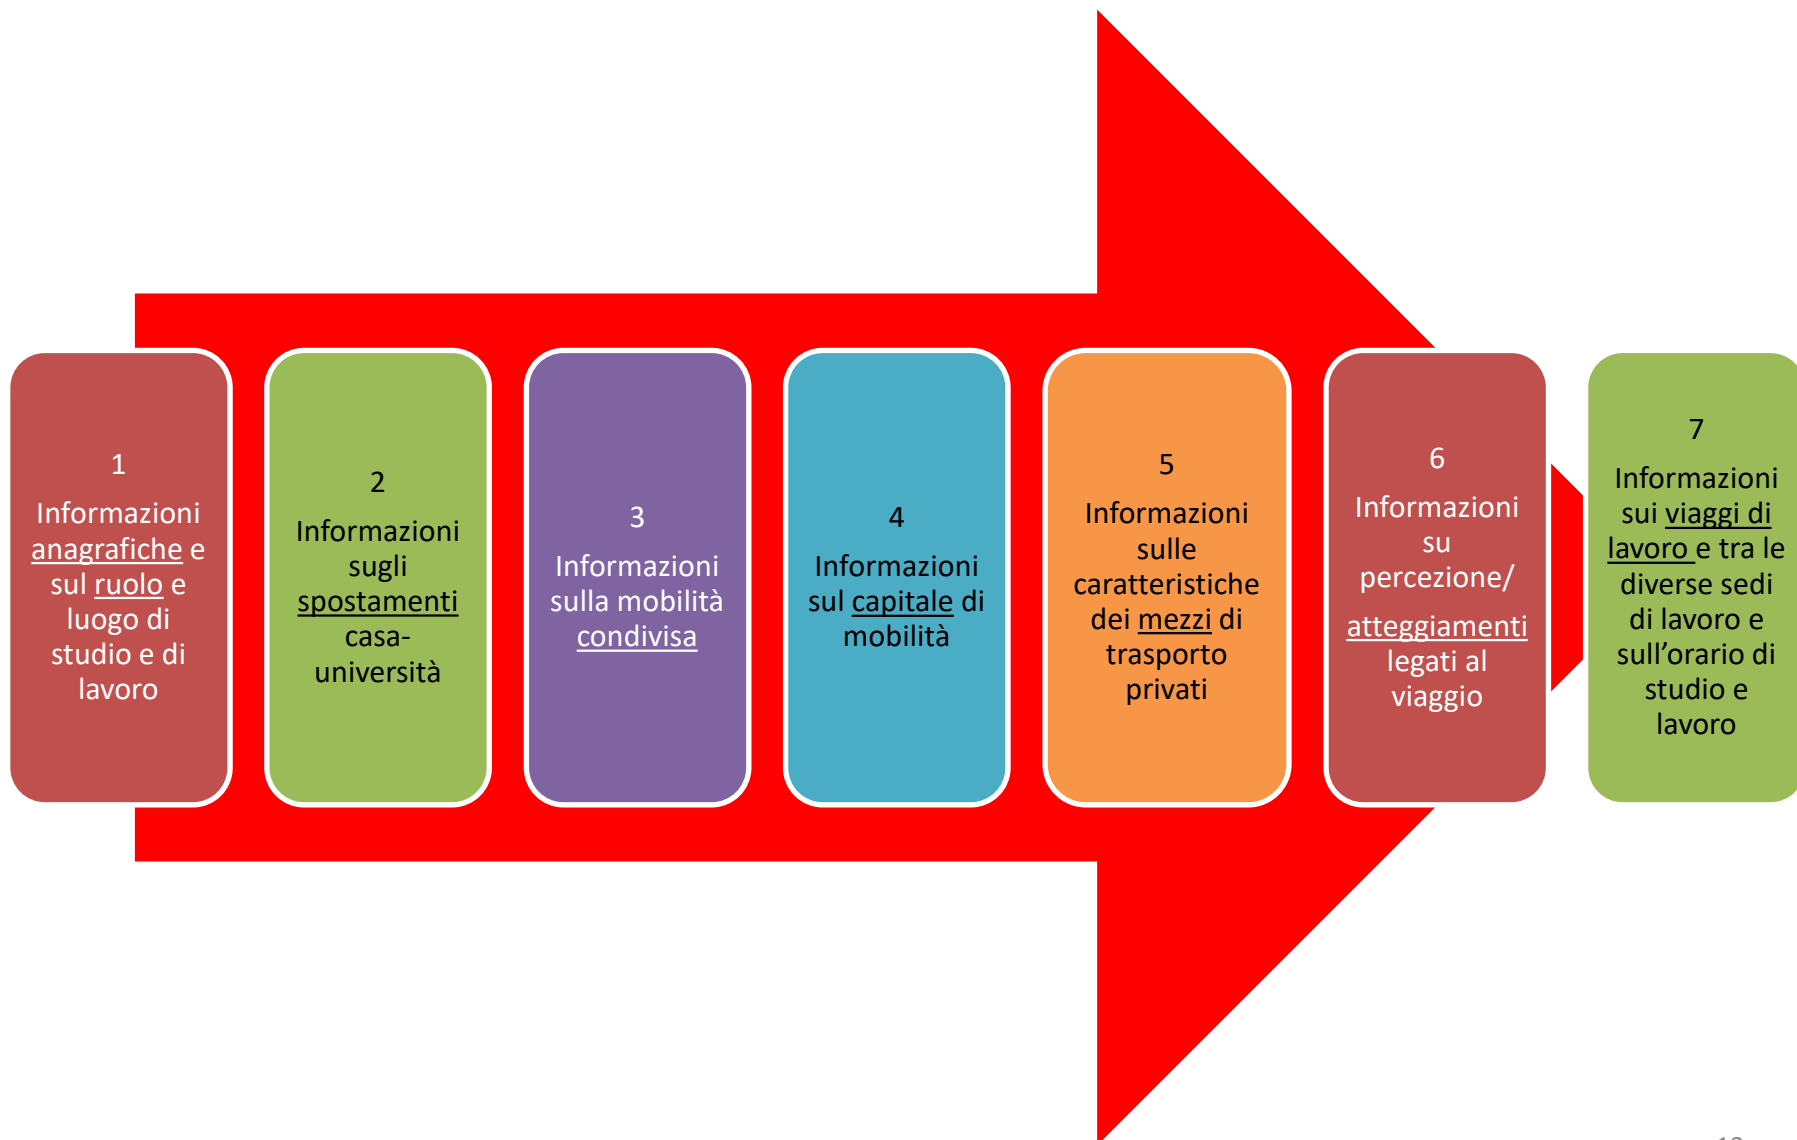 1
Informazioni
anagrafiche e
sul ruolo e
luogo di
studio e di
lavoro
2
Informazioni
sugli
spostamenti
casa-
università
3
Informazioni
sulla mobilità
condivisa
4
Informazioni
sul capitale di
mobilità
5
Informazioni
sulle
caratteristiche
dei mezzi di
trasporto
privati
6
Informazioni
su
percezione/
atteggiamenti
legati al
viaggio
7
Informazioni
sui viaggi di
lavoro e tra le
diverse sedi
di lavoro e
sull’orario di
studio e
lavoro